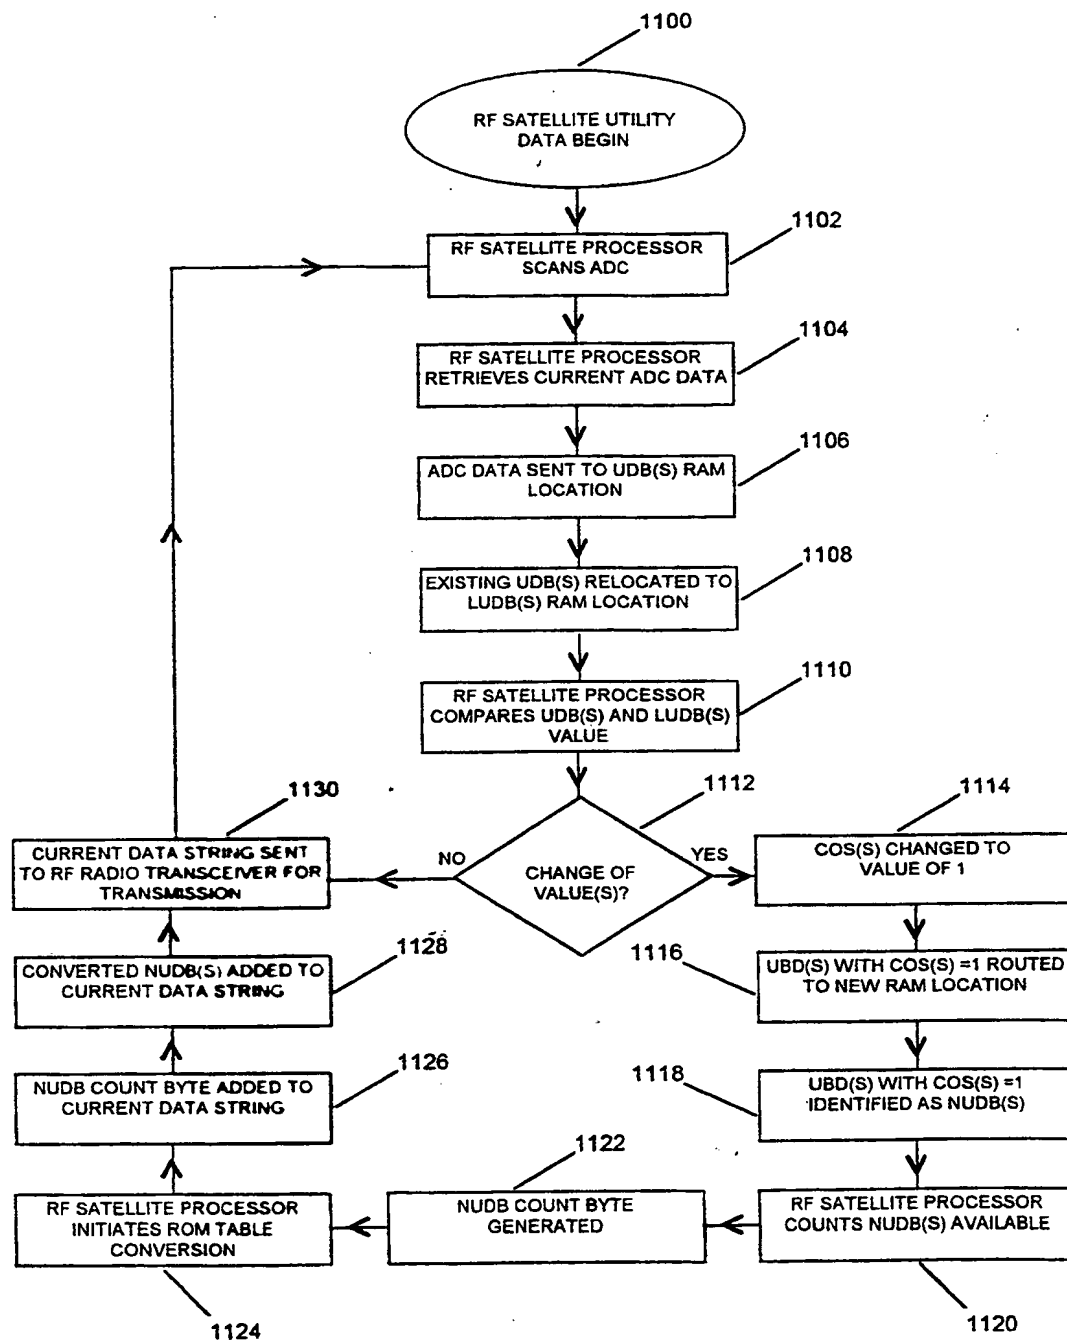 1100
RF SATELLITE UTILITY
DATA BEGIN
1102
RF SATELLITE PROCESSOR
SCANS ADC
1104
RF SATELLITE PROCESSOR
RETRIEVES CURRENT ADC DATA
1106
ADC DATA SENT TO UDB(S) RAM
LOCATION
1108
EXISTING UDB(S) RELOCATED TO
LUDB(S) RAM LOCATION
1110
RF SATELLITE PROCESSOR
COMPARES UDB(S) AND LUDB(S)
VALUE
1112
CHANGE OF
VALUE(S)?
NO
YES
1114
COS(S) CHANGED TO
VALUE OF 1
1116
UBD(S) WITH COS(S) =1 ROUTED
TO NEW RAM LOCATION
1118
UBD(S) WITH COS(S) =1
IDENTIFIED AS NUDB(S)
RF SATELLITE PROCESSOR
COUNTS NUDB(S) AVAILABLE
1120
1122
NUDB COUNT BYTE
GENERATED
RF SATELLITE PROCESSOR
INITIATES ROM TABLE
CONVERSION
1124
1126
NUDB COUNT BYTE ADDED TO
CURRENT DATA STRING
1128
CONVERTED NUDB(S) ADDED TO
CURRENT DATA STRING
1130
CURRENT DATA STRING SENT
TO RF RADIO TRANSCEIVER FOR
TRANSMISSION